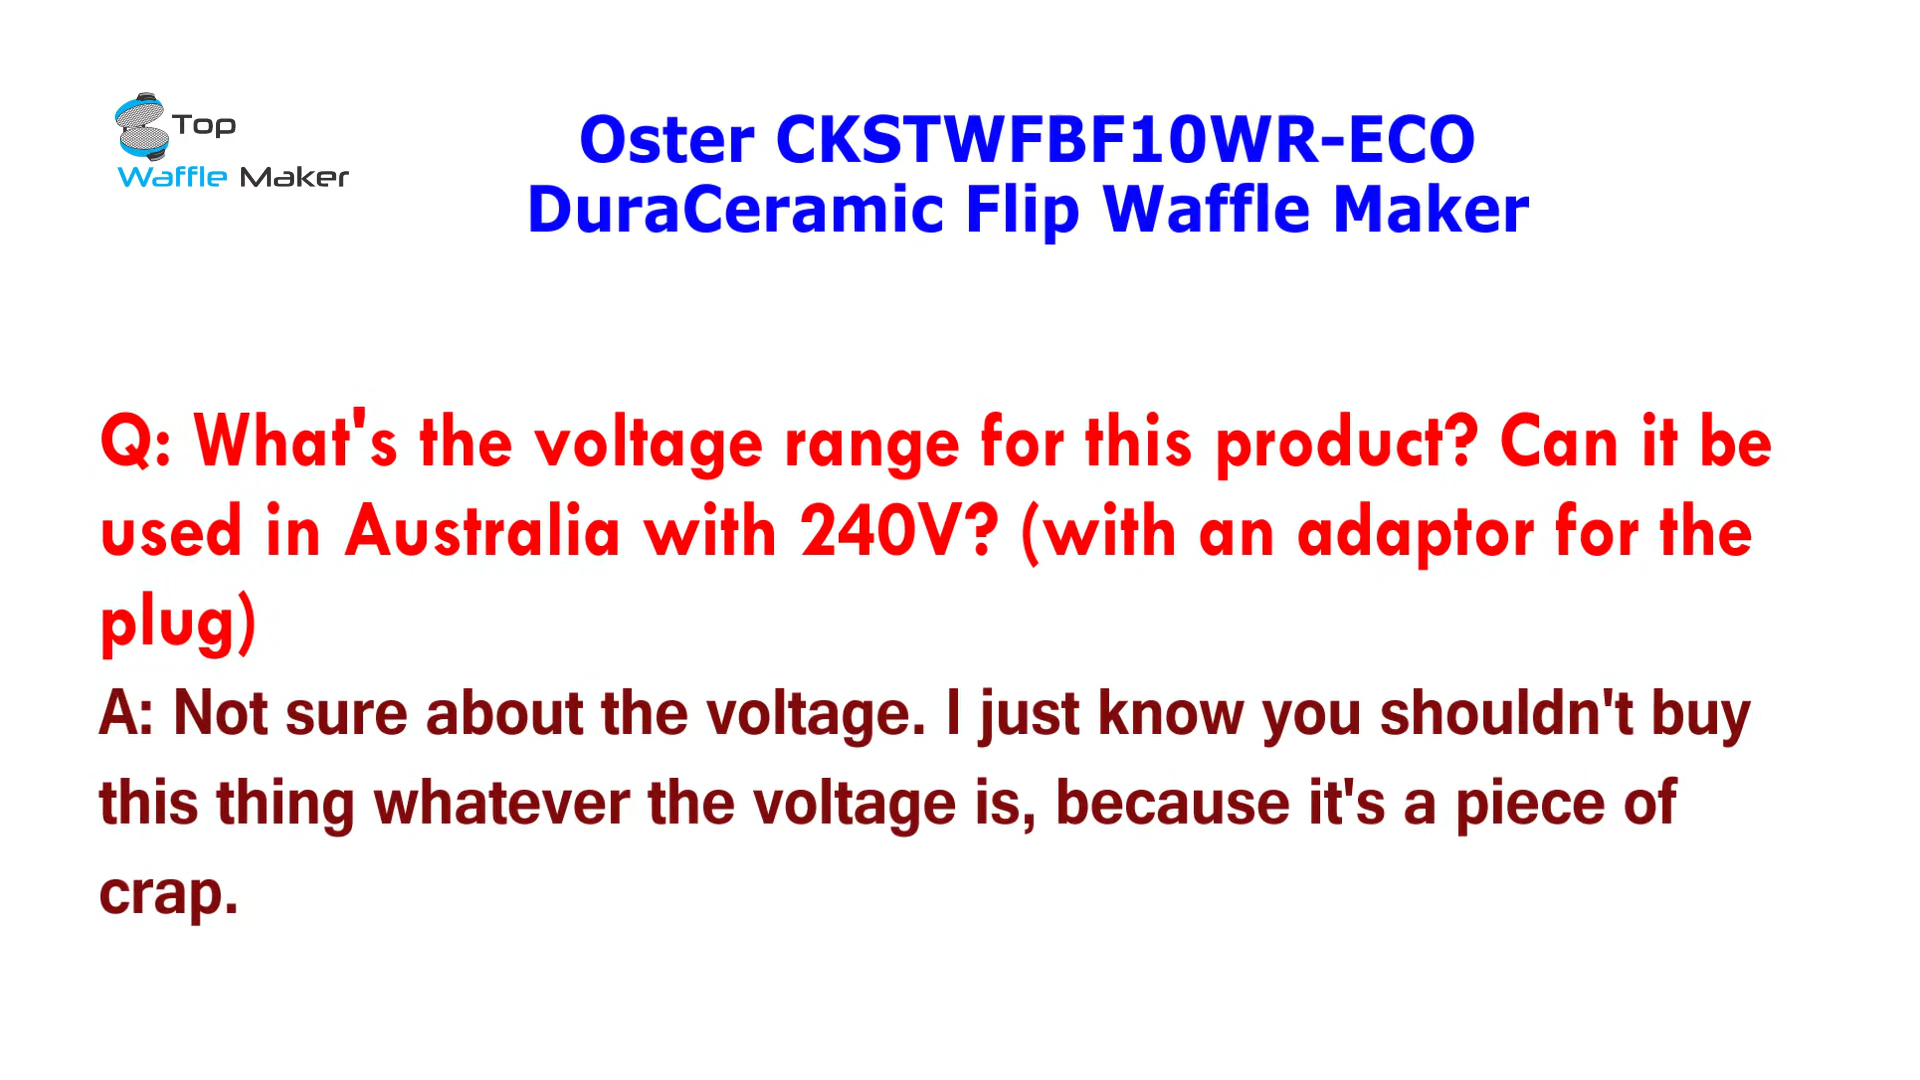 Top
Waffle Maker
Oster CKSTWFBF10WR-ECO
DuraCeramic Flip Waffle Maker
Q: What's the voltage range for this product? Can it be
used in Australia with 240V? (with an adaptor for the
plug)
A: Not sure about the voltage. I just know you shouldn't buy
this thing whatever the voltage is, because it's a piece of
crap.